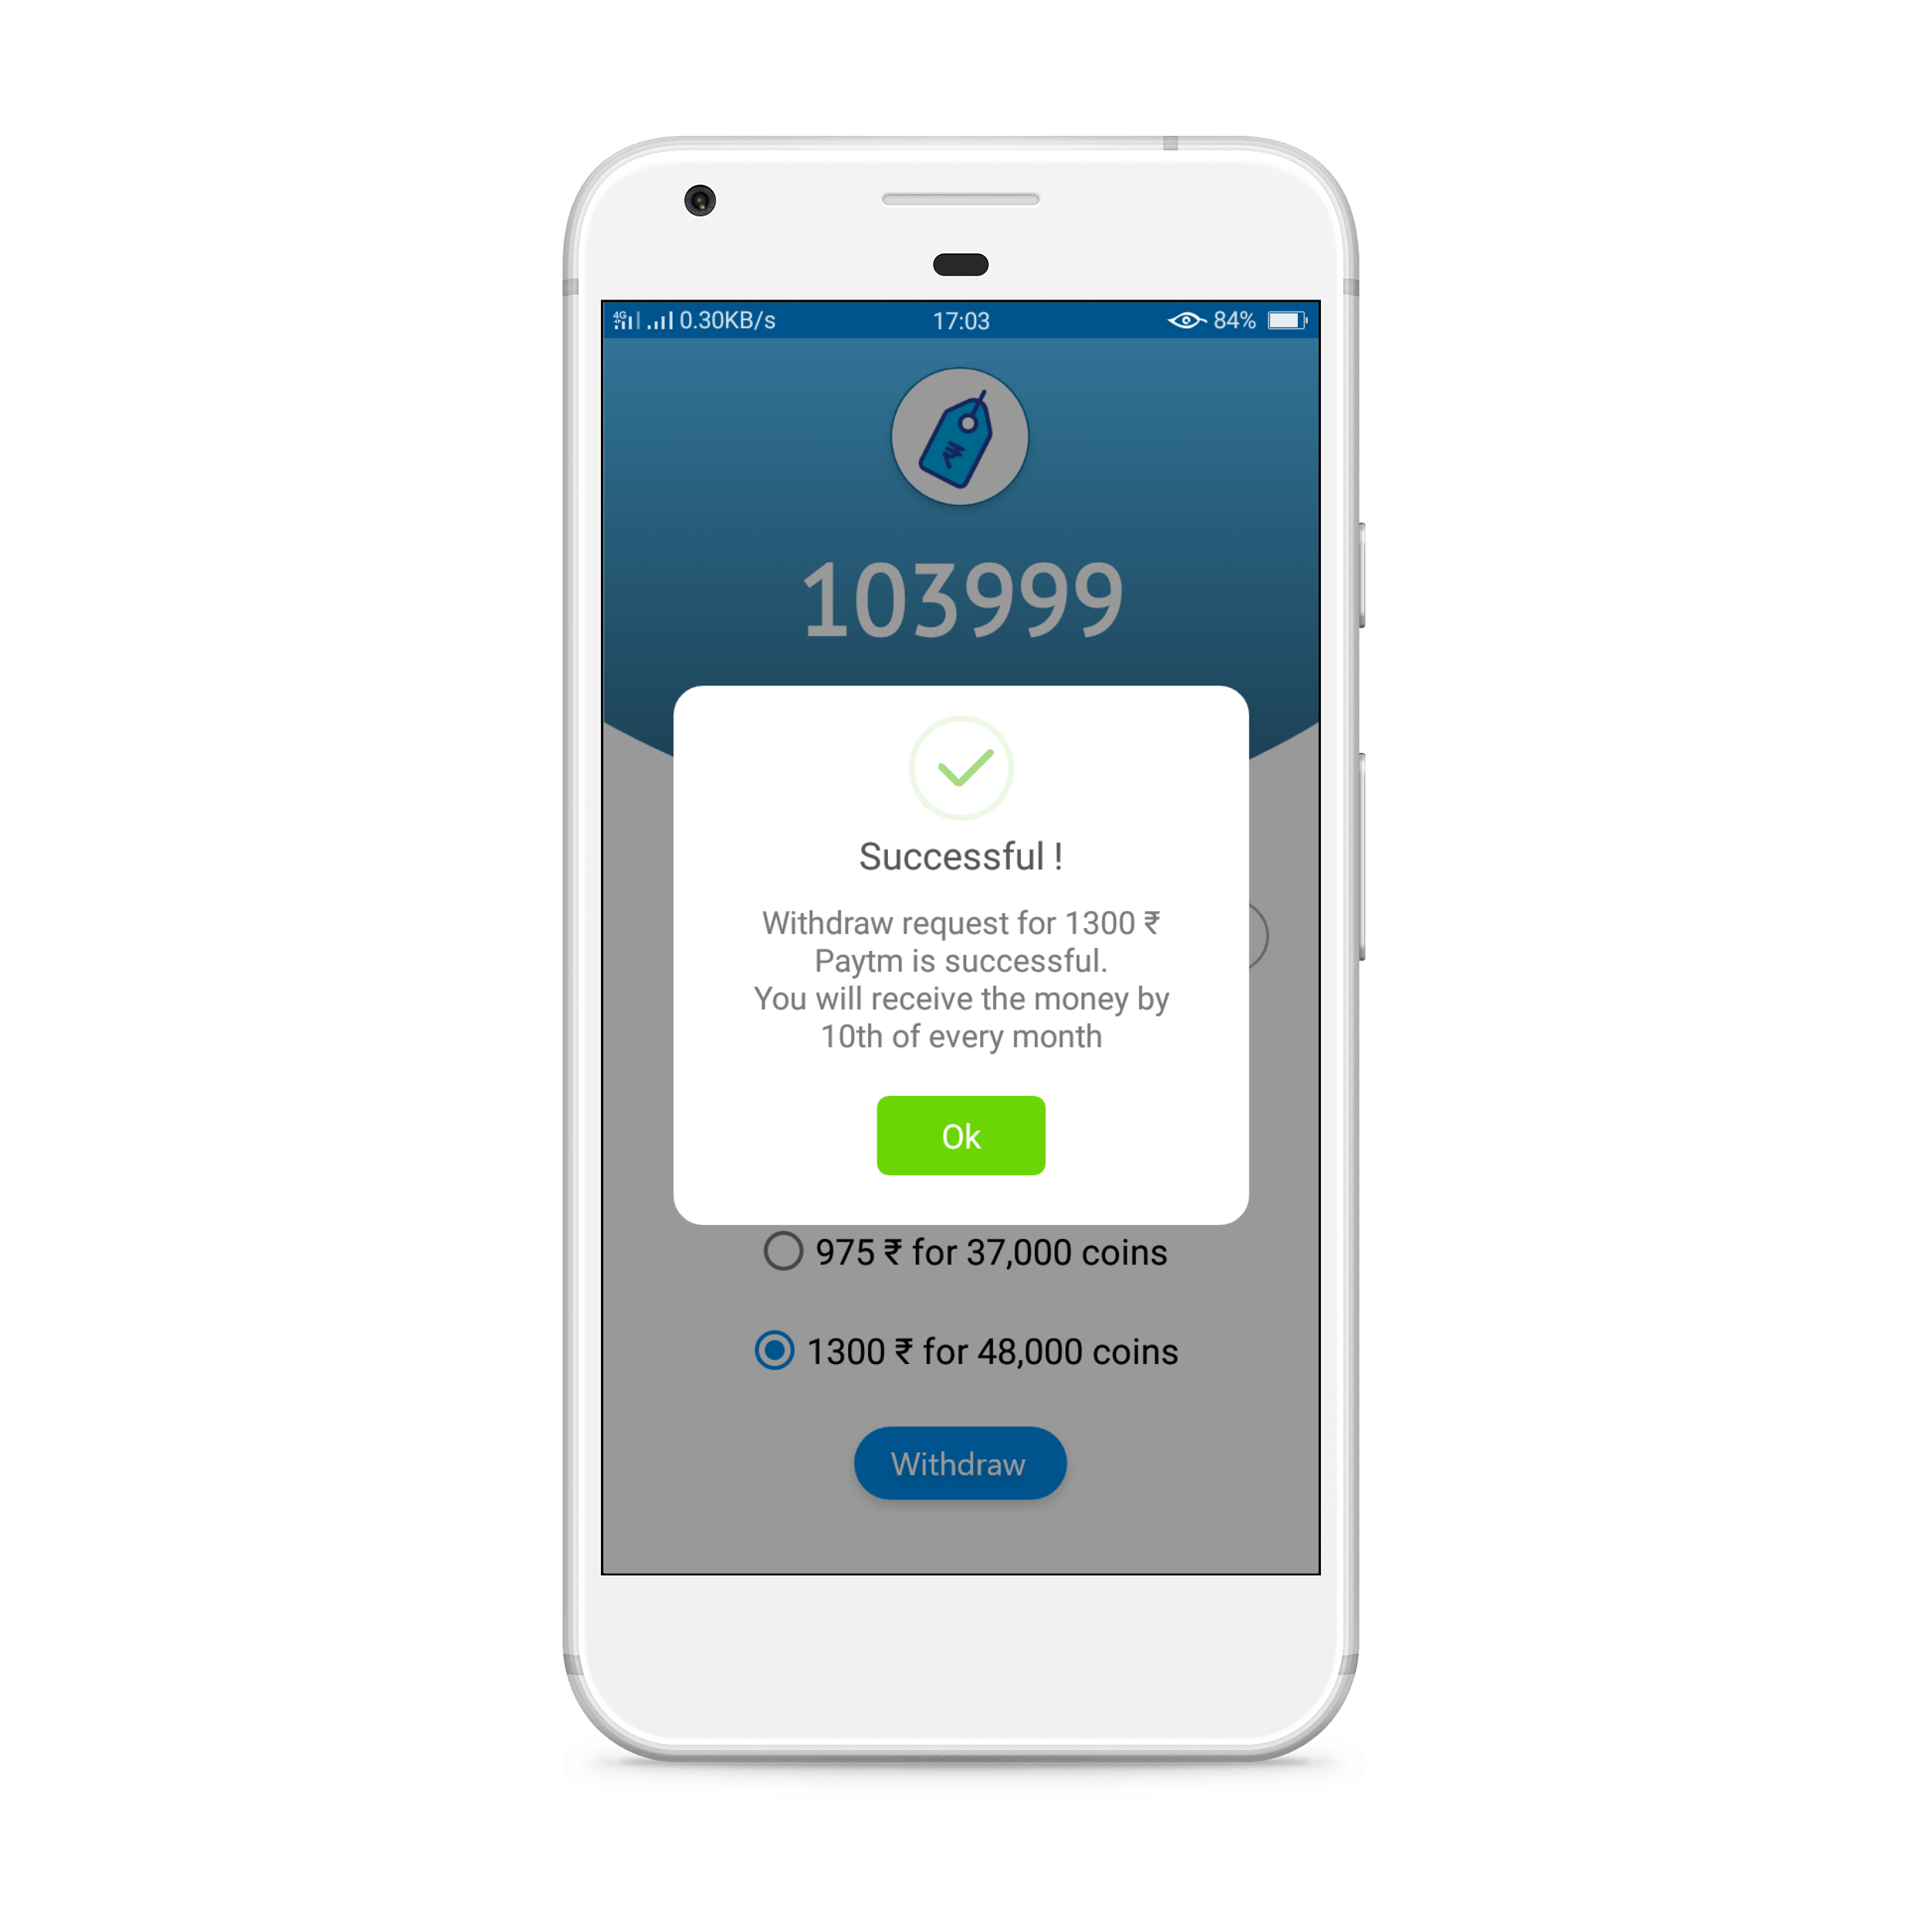 4G 0.30KB/s 17:03 84%
₹
103999
Successful !
Withdraw request for 1300 ₹
Paytm is successful.
You will receive the money by
10th of every month
Ok
975 ₹ for 37,000 coins
1300 ₹ for 48,000 coins
Withdraw